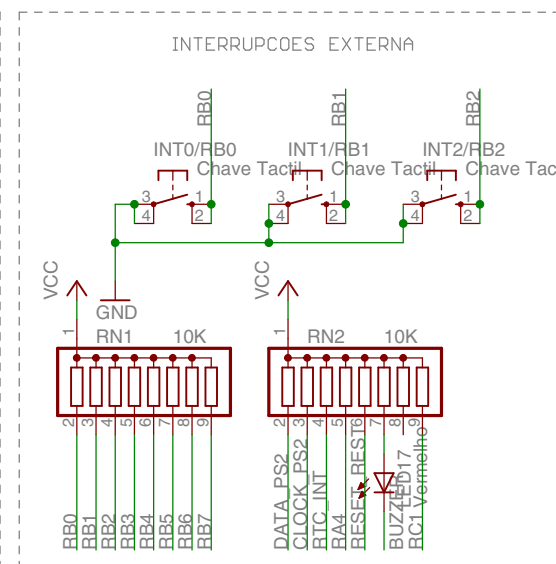 INTERRUPCOES EXTERNA
RB0
RB1
RB2
INT0/RB0
INT1/RB1
INT2/RB2
Chave Tactil
Chave Tactil
Chave Tac
3 1
4 2
3 1
4 2
3 1
4 2
VCC
VCC
GND
1
RN1 10K
1
RN2 10K
2 3 4 5 6 7 8 9
2 3 4 5 6 7 8 9
RB0
RB1
RB2
RB3
RB4
RB5
RB6
RB7
DATA_PS2
CLOCK_PS2
RTC_INT
RA4
RESET_REST
BUZZER
LED17
RC1
Vermelho